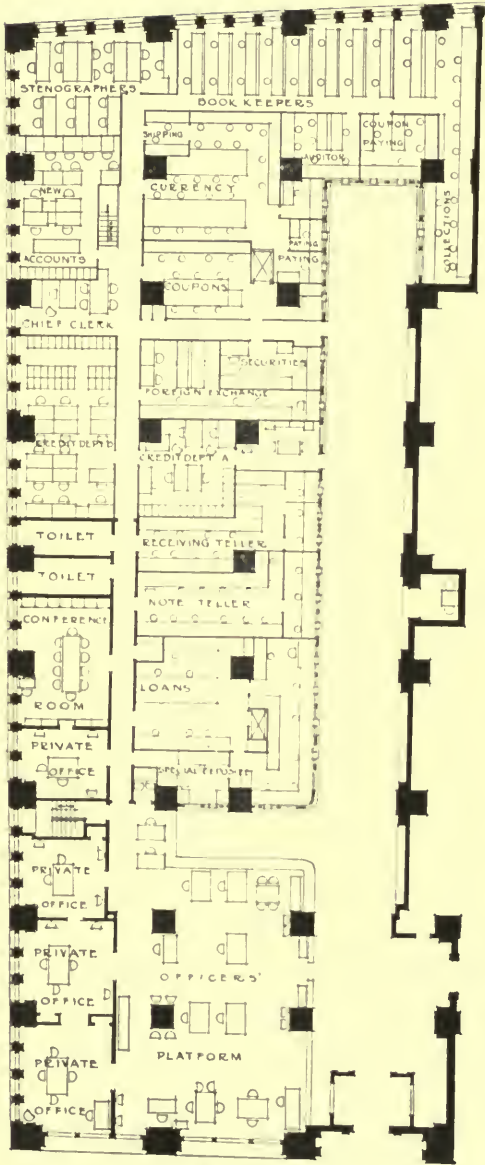 STENOGRAPHERS
BOOK KEEPERS
SHIPPING
CURRENCY
AUDITOR
COUPON
PAYING
COLLECTIONS
NEW
ACCOUNTS
PAYING
PAYING
COUPONS
CHIEF CLERK
SECURITIES
FOREIGN EXCHANGE
CREDIT DEPT B
CREDIT DEPT A
TOILET
RECEIVING TELLER
TOILET
NOTE TELLER
CONFERENCE
ROOM
LOANS
PRIVATE
OFFICE
SPECIAL
PRIVATE
OFFICE
PRIVATE
OFFICE
OFFICERS'
PLATFORM
PRIVATE
OFFICE